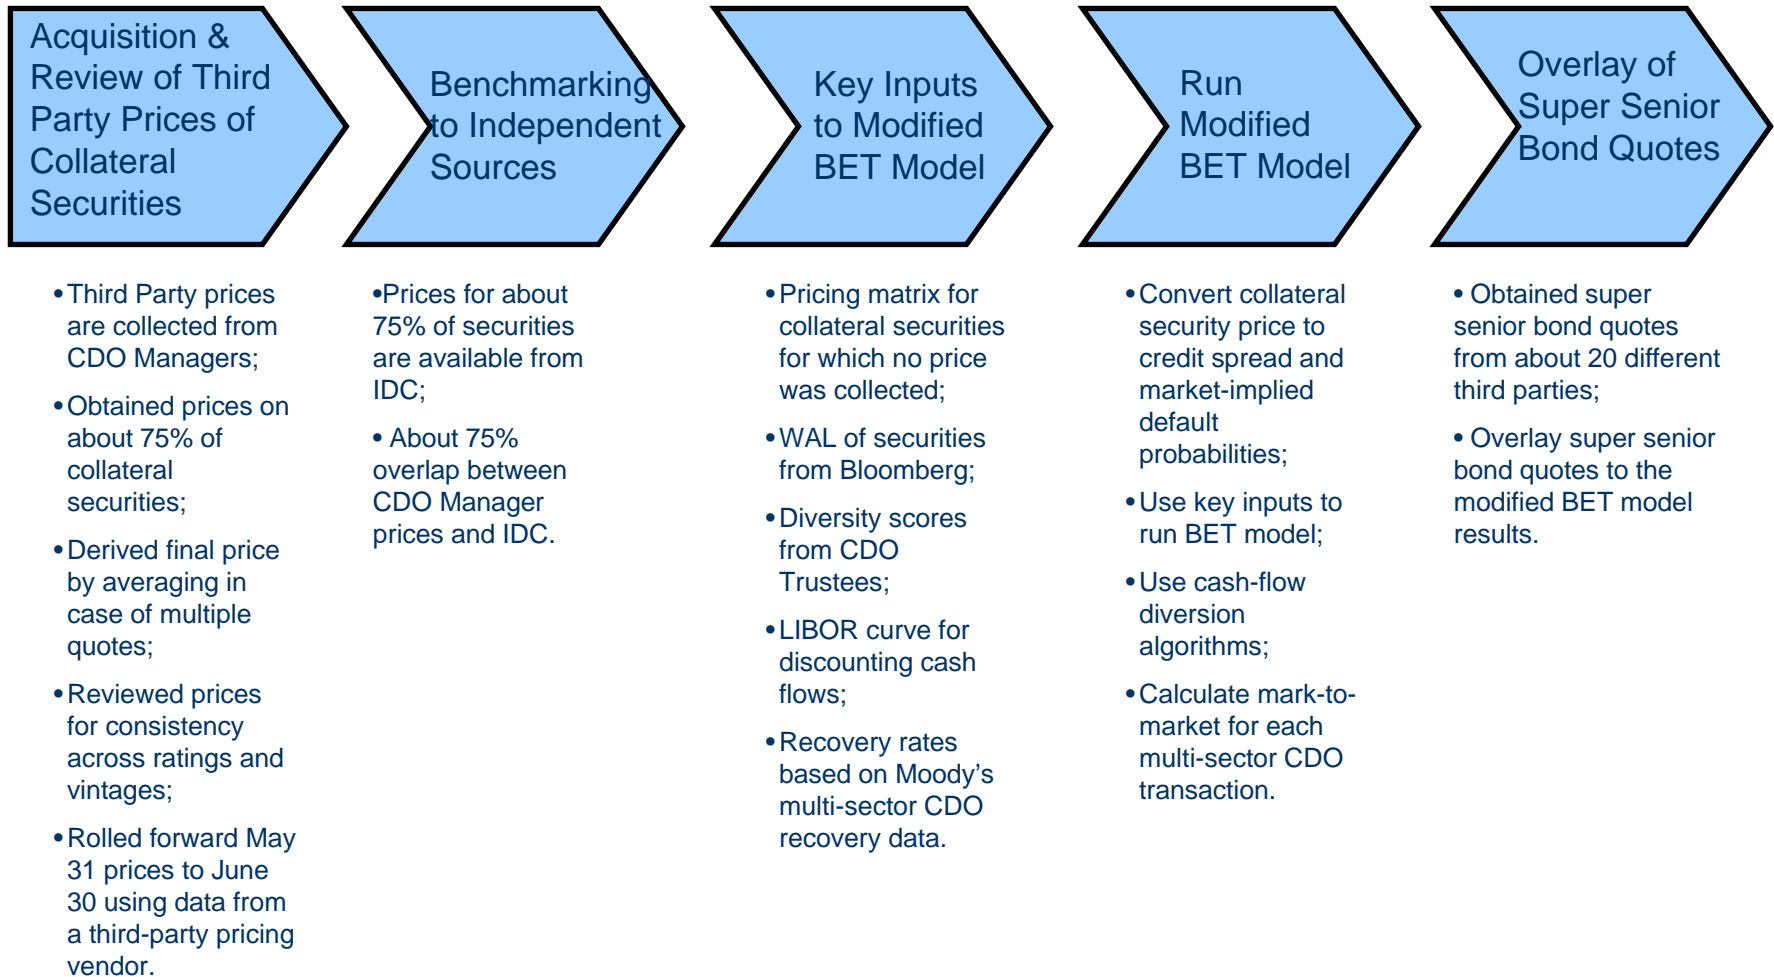 Acquisition &
Review of Third
Party Prices of
Collateral
Securities
Benchmarking
to Independent
Sources
Key Inputs
to Modified
BET Model
Run
Modified
BET Model
Overlay of
Super Senior
Bond Quotes
•Third Party prices
are collected from
CDO Managers;
•Obtained prices on
about 75% of
collateral
securities;
•Derived final price
by averaging in
case of multiple
quotes;
•Reviewed prices
for consistency
across ratings and
vintages;
•Rolled forward May
31 prices to June
30 using data from
a third-party pricing
vendor.
•Prices for about
75% of securities
are available from
IDC;
• About 75%
overlap between
CDO Manager
prices and IDC.
•Pricing matrix for
collateral securities
for which no price
was collected;
•WAL of securities
from Bloomberg;
•Diversity scores
from CDO
Trustees;
•LIBOR curve for
discounting cash
flows;
•Recovery rates
based on Moody’s
multi-sector CDO
recovery data.
•Convert collateral
security price to
credit spread and
market-implied
default
probabilities;
•Use key inputs to
run BET model;
•Use cash-flow
diversion
algorithms;
•Calculate mark-to-
market for each
multi-sector CDO
transaction.
• Obtained super
senior bond quotes
from about 20 different
third parties;
• Overlay super senior
bond quotes to the
modified BET model
results.